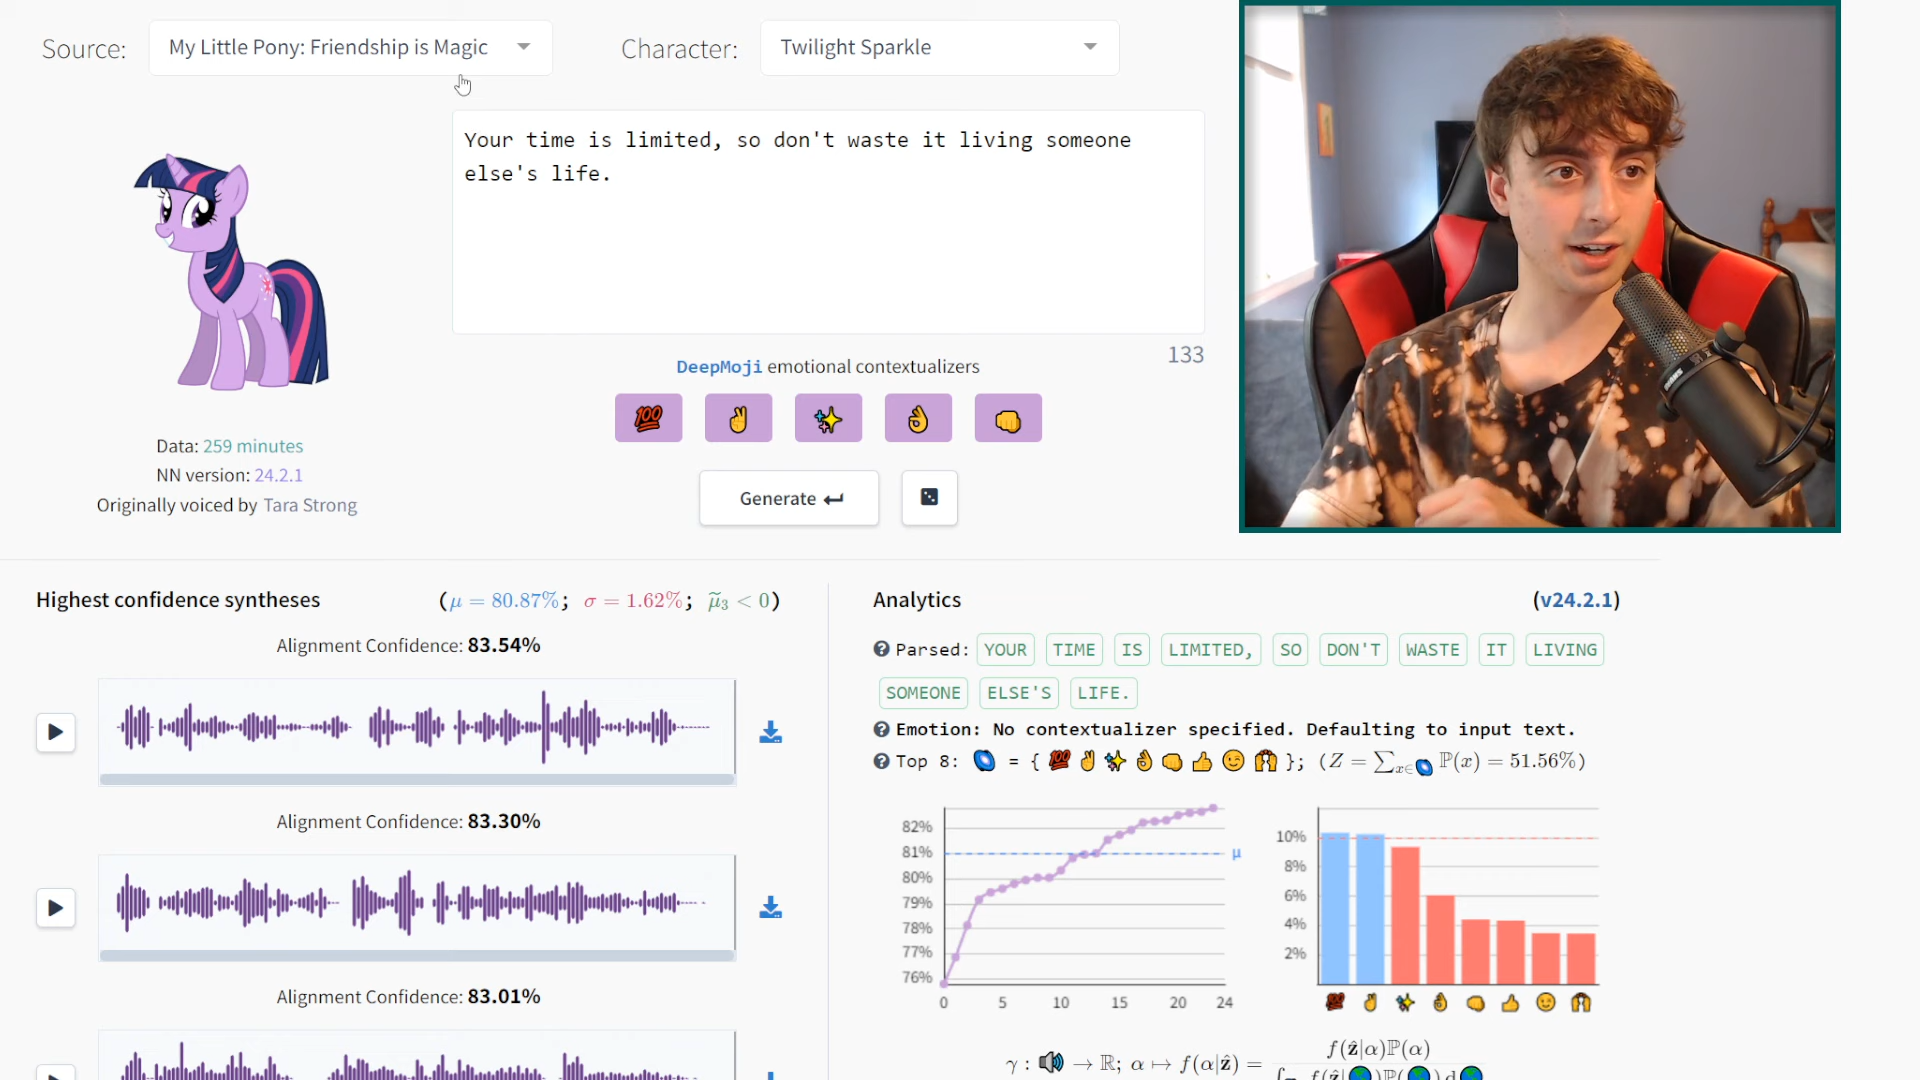 Source:
My Little Pony: Friendship is Magic
Character:
Twilight Sparkle
Your time is limited, so don't waste it living someone
else's life.
133
DeepMoji emotional contextualizers
Generate
Data: 259 minutes
NN version: 24.2.1
Originally voiced by Tara Strong
Highest confidence syntheses
(μ = 80.87%; σ = 1.62%; μ̃₃ < 0)
Alignment Confidence: 83.54%
Alignment Confidence: 83.30%
Alignment Confidence: 83.01%
Analytics
(v24.2.1)
Parsed: YOUR TIME IS LIMITED, SO DON'T WASTE IT LIVING
SOMEONE ELSE'S LIFE.
Emotion: No contextualizer specified. Defaulting to input text.
Top 8: = { 💯 ✌ ✨ 👌 👊 👍 😉 🙌 }; (Z = ∑ ℙ(x) = 51.56%)
82%
81%
80%
79%
78%
77%
76%
μ
0 5 10 15 20 24
10%
8%
6%
4%
2%
γ : 🔊 → ℝ; α ↦ f(α|ẑ) =
f(ẑ|α)ℙ(α)